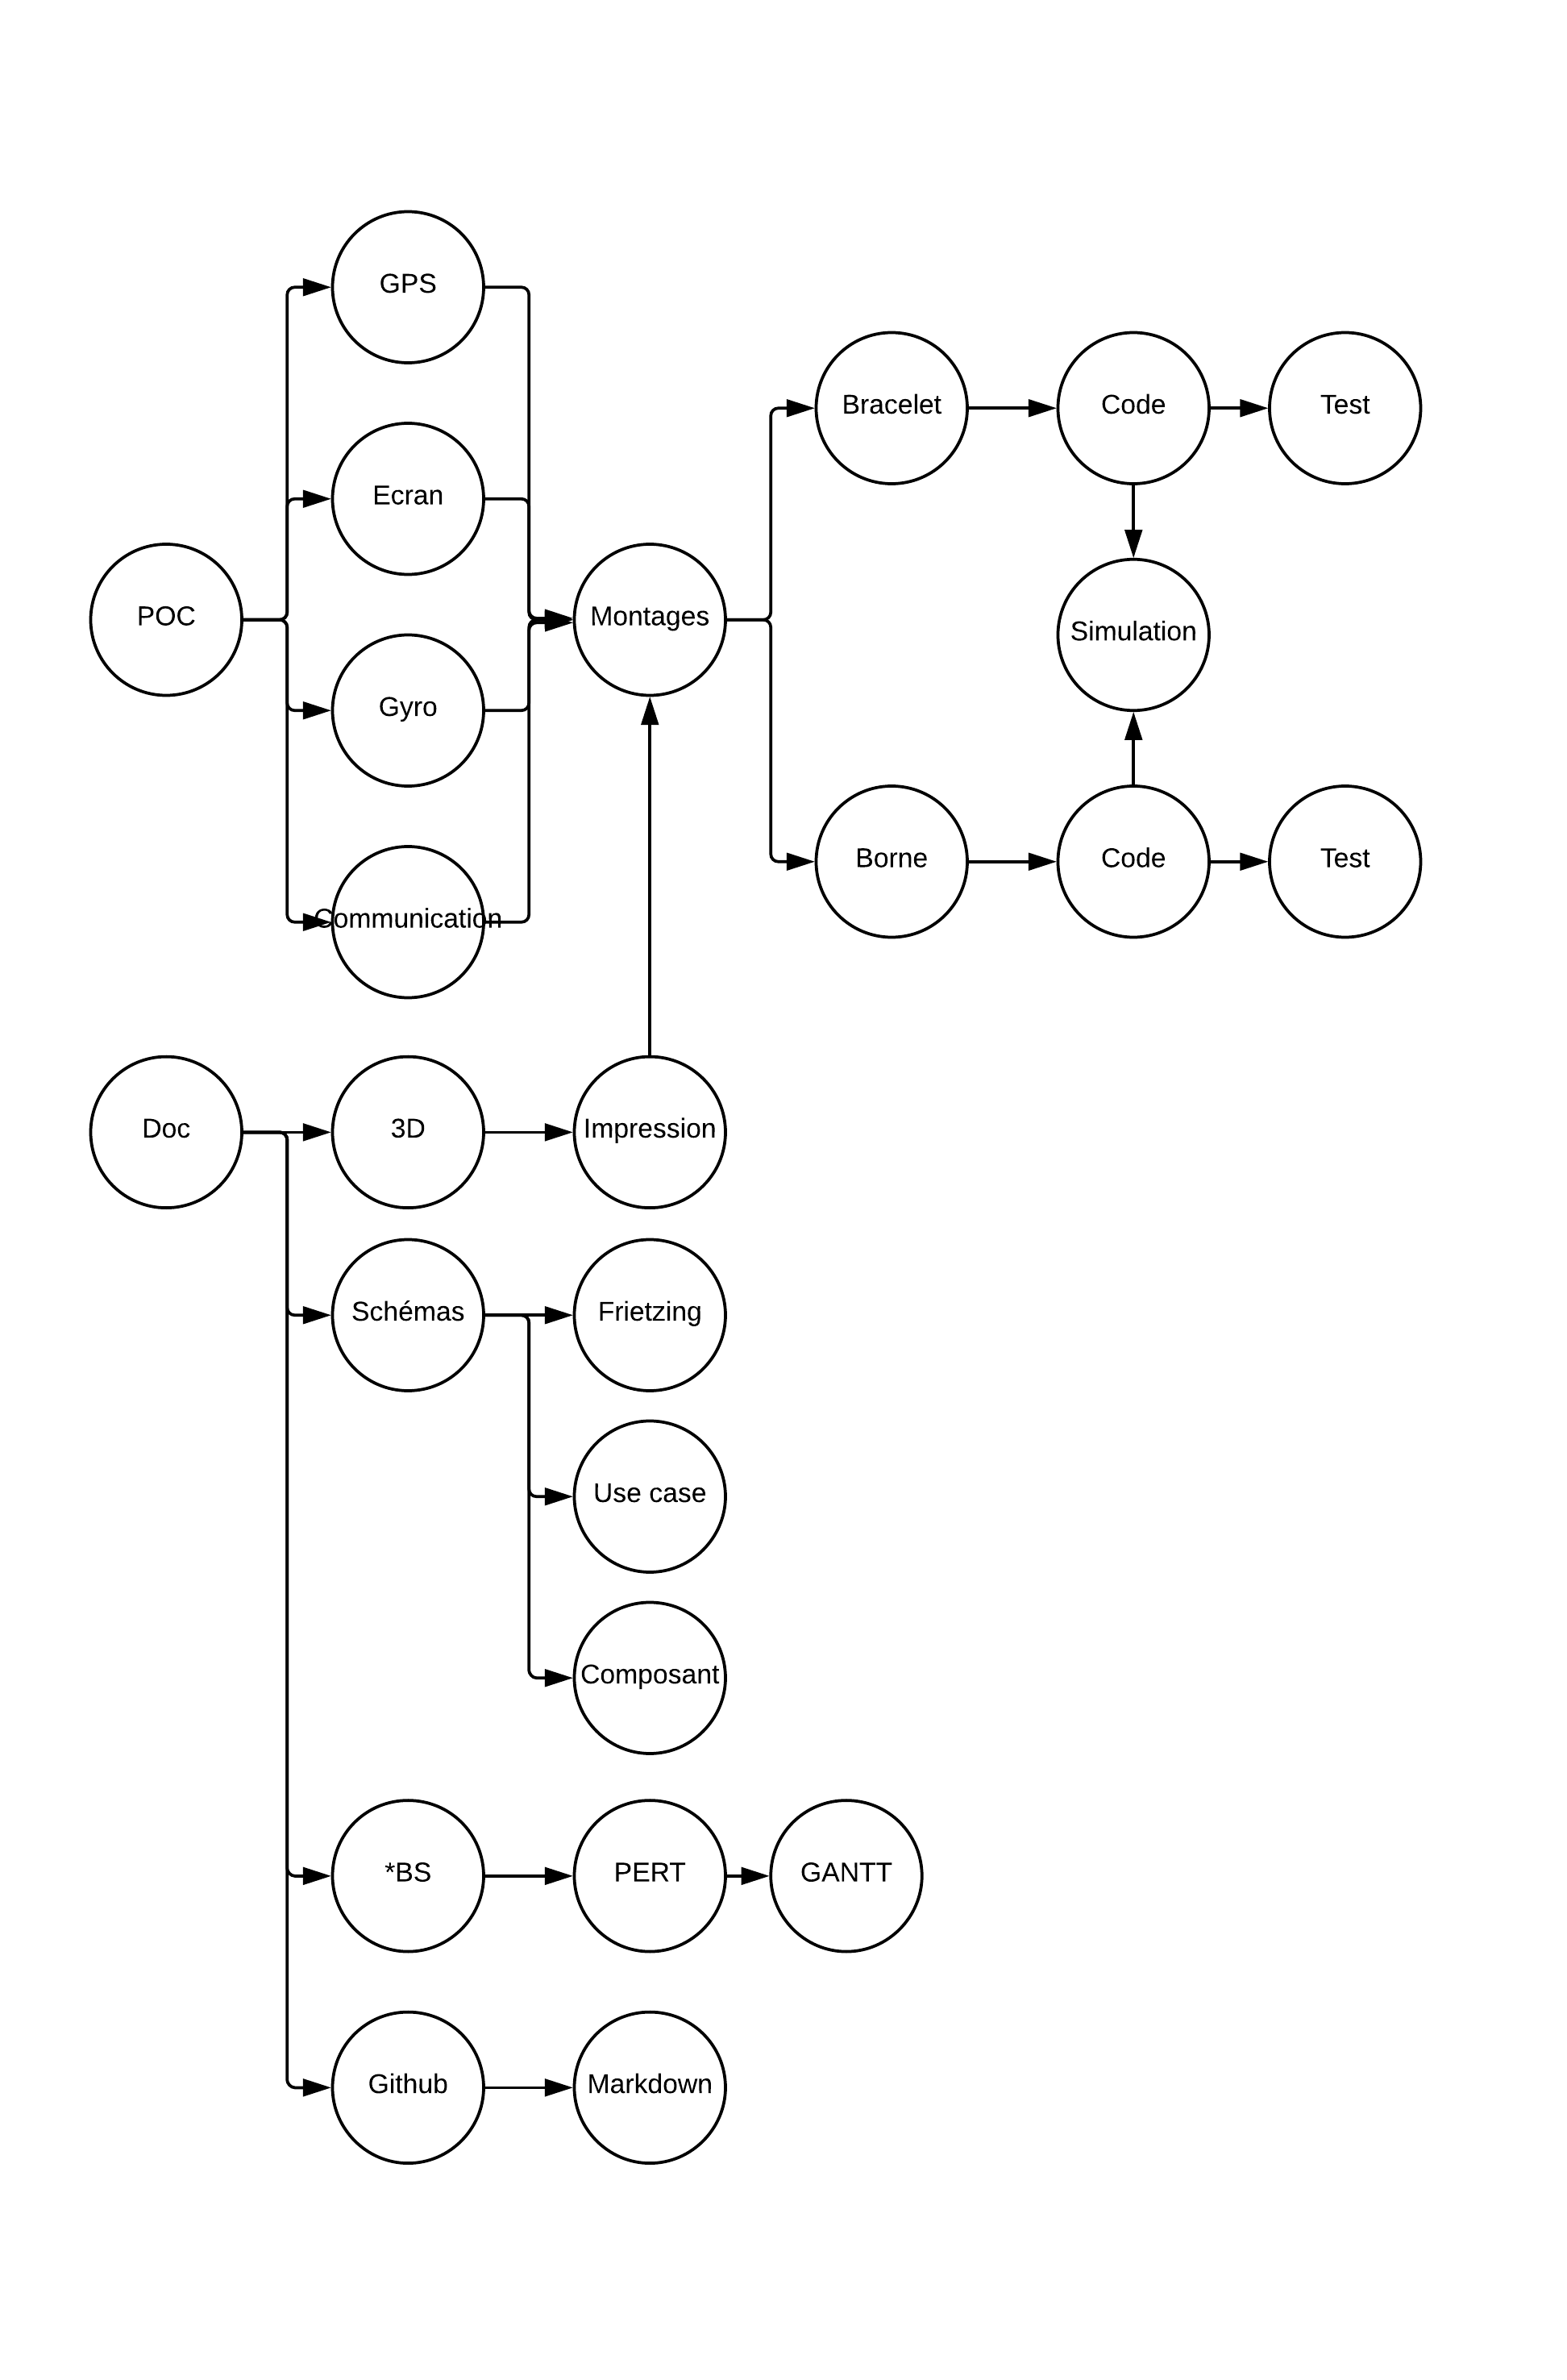 GPS
Bracelet
Code
Test
Ecran
POC
Montages
Simulation
Gyro
Borne
Code
Test
Communication
Doc
3D
Impression
Schémas
Frietzing
Use case
Composant
*BS
PERT
GANTT
Github
Markdown